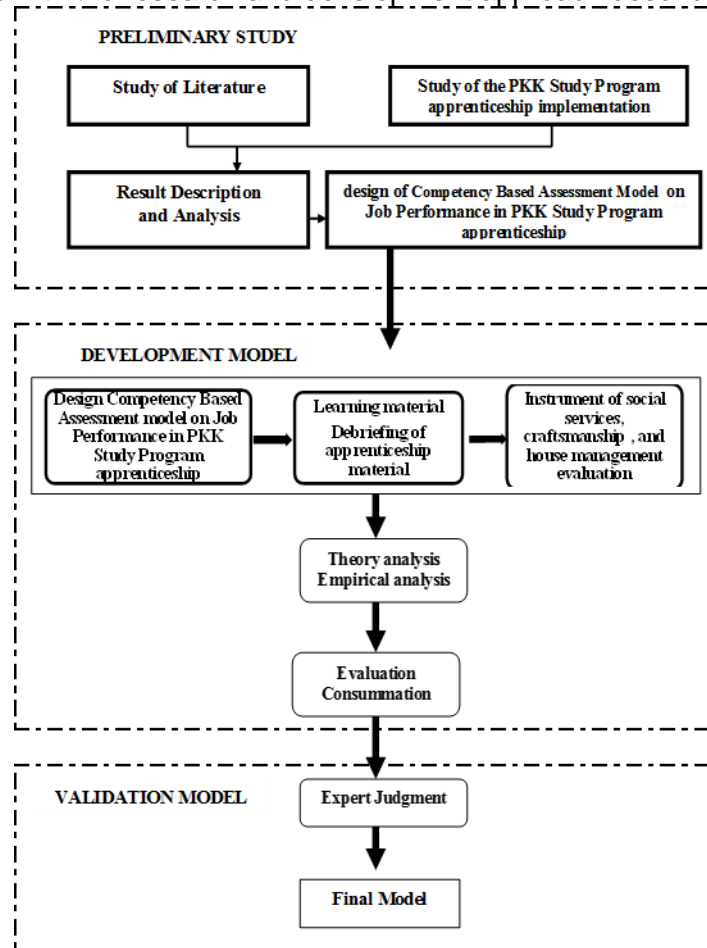 PRELIMINARY STUDY
Study of Literature
Study of the PKK Study Program
apprenticeship implementation
Result Description
and Analysis
design of Competency Based Assessment Model on
Job Performance in PKK Study Program
apprenticeship
DEVELOPMENT MODEL
Design Competency Based
Assessment model on Job
Performance in PKK
Study Program
apprenticeship
Learning material
Debriefing of
apprenticeship
material
Instrument of social
services,
craftsmanship , and
house management
evaluation
Theory analysis
Empirical analysis
Evaluation
Consummation
VALIDATION MODEL
Expert Judgment
Final Model